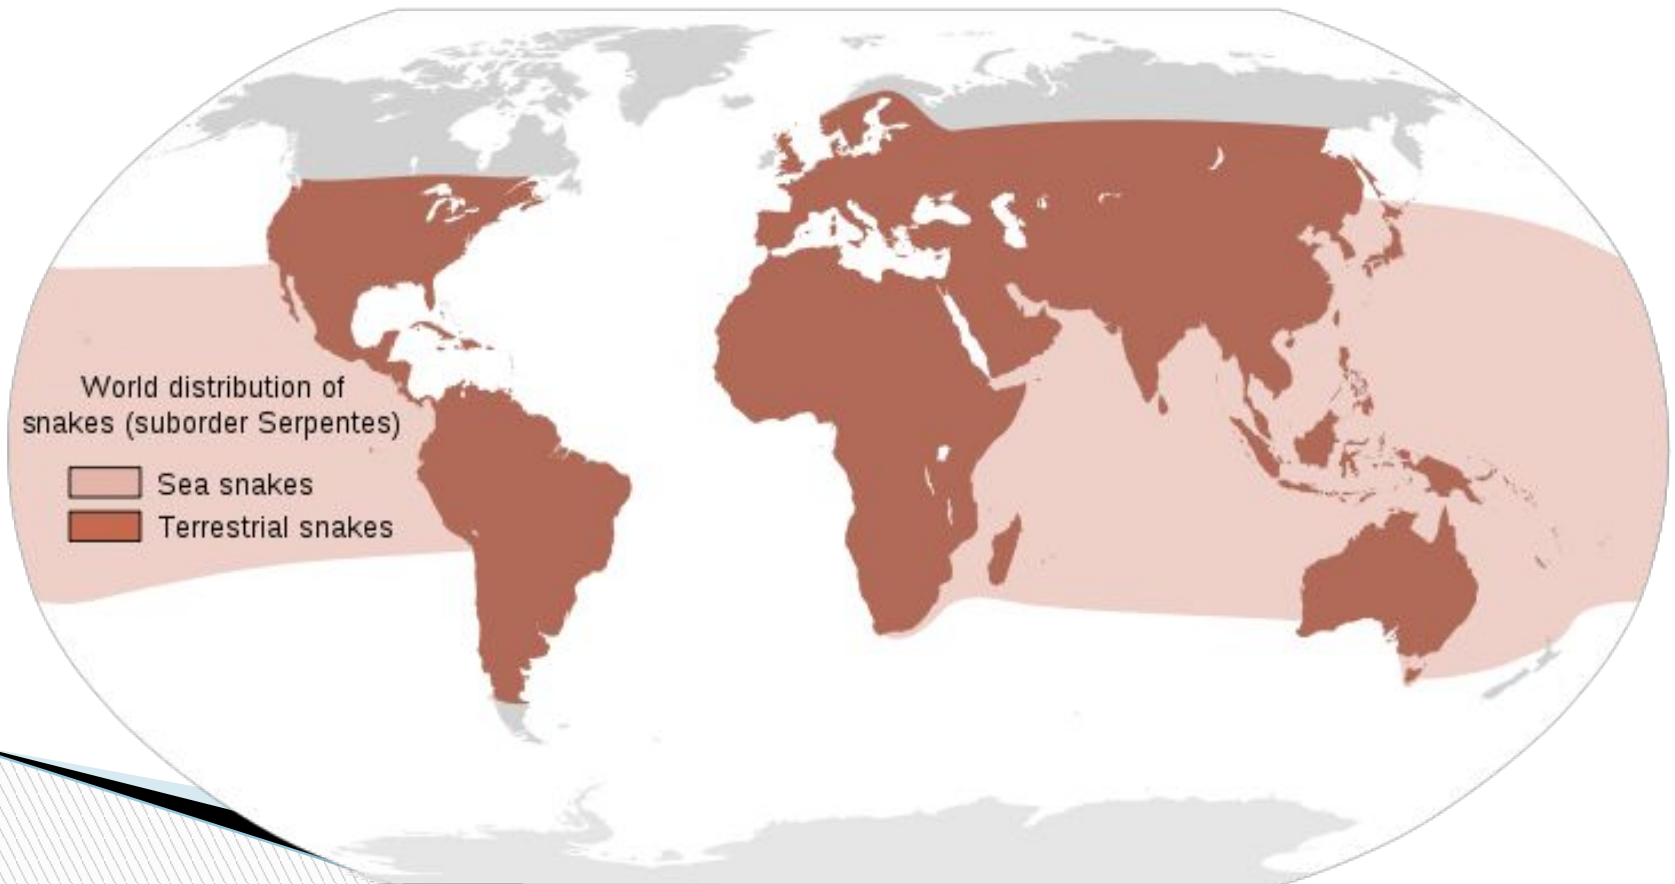 World distribution of
snakes (suborder Serpentes)
Sea snakes
Terrestrial snakes